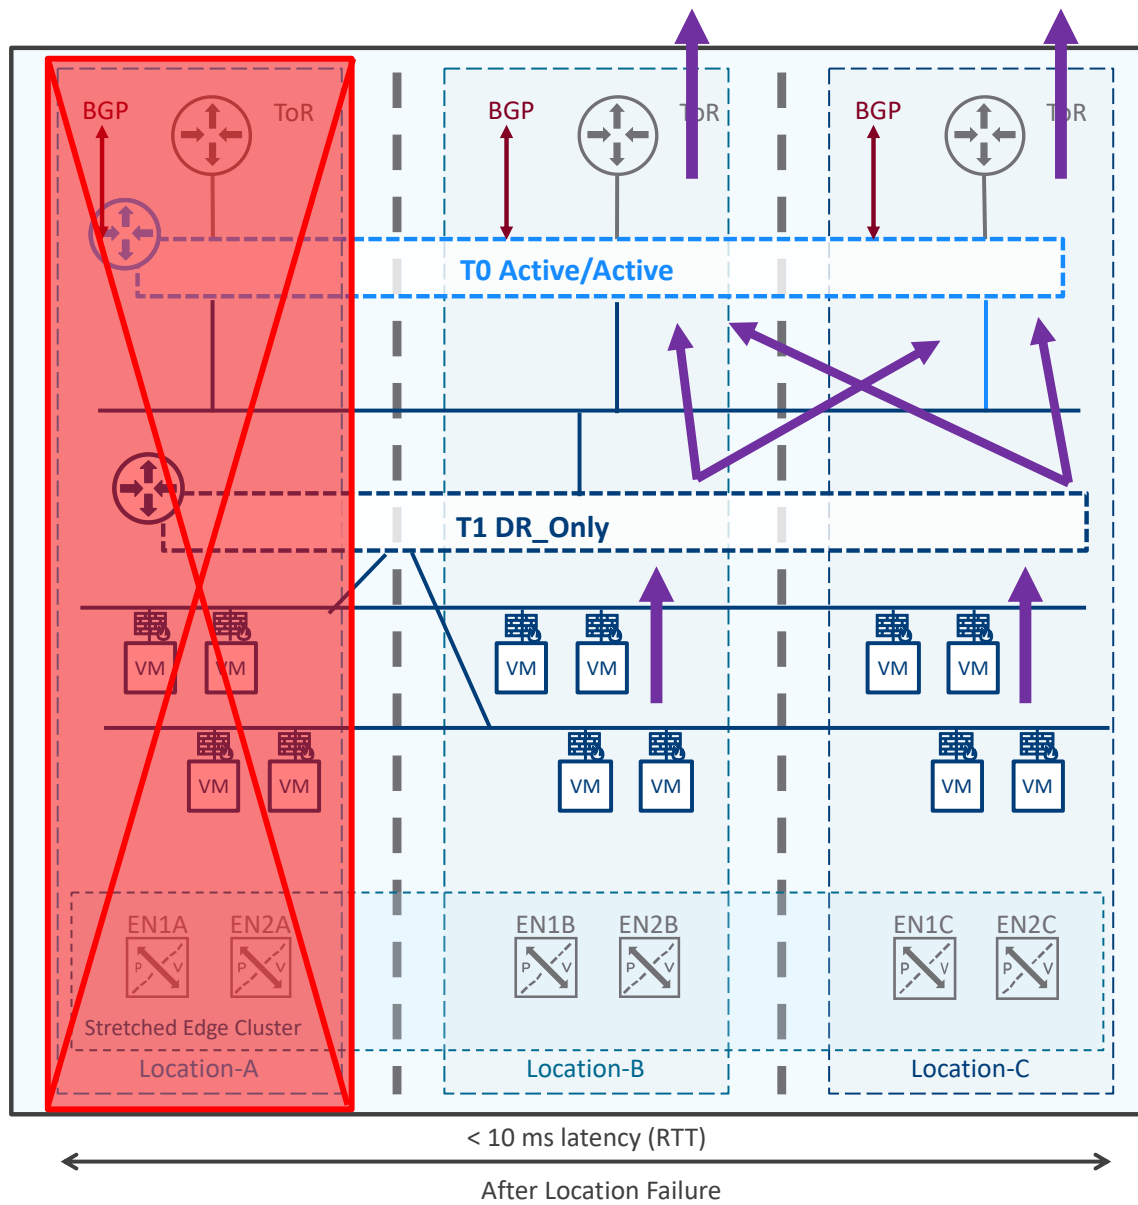 BGP ToR BGP ToR BGP ToR
T0 Active/Active
T1 DR_Only
VM VM VM VM VM VM
VM VM VM VM VM VM
EN1A EN2A EN1B EN2B EN1C EN2C
P V P V P V P V P V P V
Stretched Edge Cluster
Location-A Location-B Location-C
< 10 ms latency (RTT)
After Location Failure